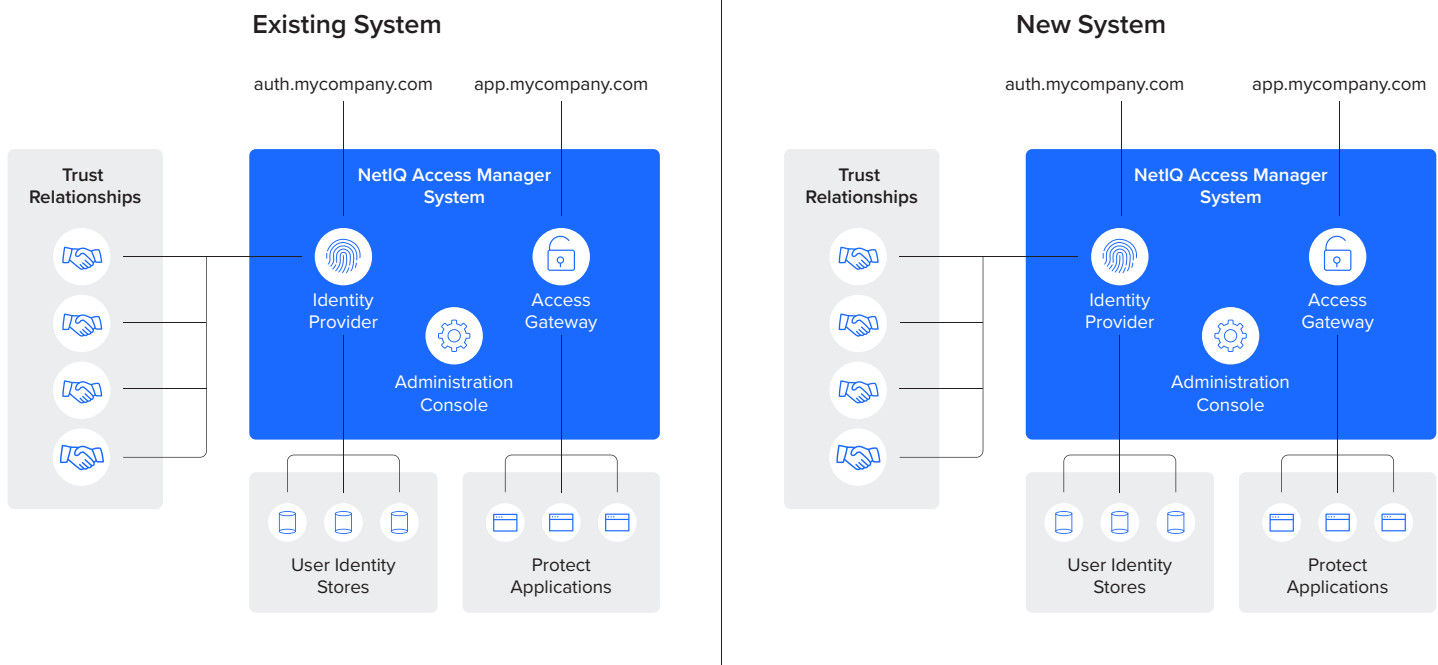 Existing System
auth.mycompany.com
app.mycompany.com
Trust
Relationships
NetIQ Access Manager
System
Identity
Provider
Access
Gateway
Administration
Console
User Identity
Stores
Protect
Applications
New System
auth.mycompany.com
app.mycompany.com
Trust
Relationships
NetIQ Access Manager
System
Identity
Provider
Access
Gateway
Administration
Console
User Identity
Stores
Protect
Applications